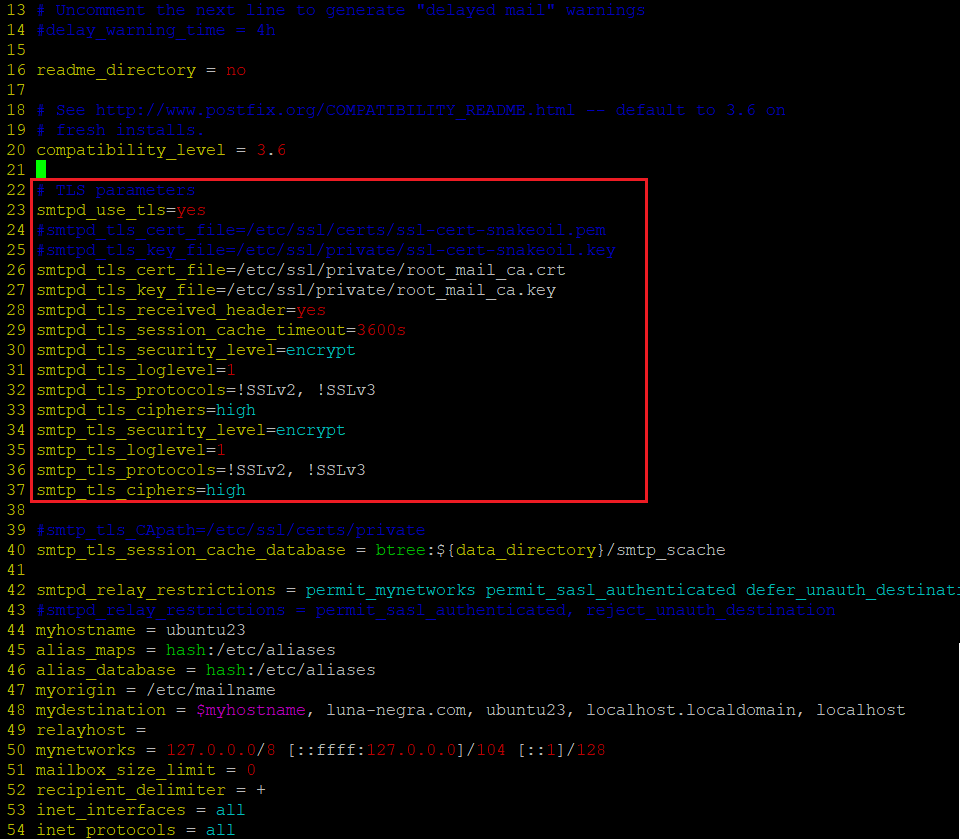 13 # Uncomment the next line to generate "delayed mail" warnings
14 #delay_warning_time = 4h
15
16 readme_directory = no
17
18 # See http://www.postfix.org/COMPATIBILITY_README.html -- default to 3.6 on
19 # fresh installs.
20 compatibility_level = 3.6
21
22 # TLS parameters
23 smtpd_use_tls=yes
24 #smtpd_tls_cert_file=/etc/ssl/certs/ssl-cert-snakeoil.pem
25 #smtpd_tls_key_file=/etc/ssl/private/ssl-cert-snakeoil.key
26 smtpd_tls_cert_file=/etc/ssl/private/root_mail_ca.crt
27 smtpd_tls_key_file=/etc/ssl/private/root_mail_ca.key
28 smtpd_tls_received_header=yes
29 smtpd_tls_session_cache_timeout=3600s
30 smtpd_tls_security_level=encrypt
31 smtpd_tls_loglevel=1
32 smtpd_tls_protocols=!SSLv2, !SSLv3
33 smtpd_tls_ciphers=high
34 smtp_tls_security_level=encrypt
35 smtp_tls_loglevel=1
36 smtp_tls_protocols=!SSLv2, !SSLv3
37 smtp_tls_ciphers=high
38
39 #smtp_tls_CApath=/etc/ssl/certs/private
40 smtp_tls_session_cache_database = btree:${data_directory}/smtp_scache
41
42 smtpd_relay_restrictions = permit_mynetworks permit_sasl_authenticated defer_unauth_destinati
43 #smtpd_relay_restrictions = permit_sasl_authenticated, reject_unauth_destination
44 myhostname = ubuntu23
45 alias_maps = hash:/etc/aliases
46 alias_database = hash:/etc/aliases
47 myorigin = /etc/mailname
48 mydestination = $myhostname, luna-negra.com, ubuntu23, localhost.localdomain, localhost
49 relayhost =
50 mynetworks = 127.0.0.0/8 [::ffff:127.0.0.0]/104 [::1]/128
51 mailbox_size_limit = 0
52 recipient_delimiter = +
53 inet_interfaces = all
54 inet_protocols = all